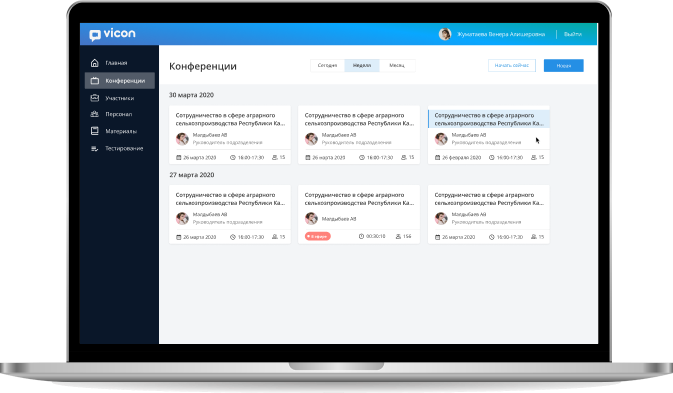 vicon
Жунатаева Венера Алишеровна
Выйти
Главная
Конференции
Участники
Персонал
Материалы
Тестирование
Конференции
Сегодня
Неделя
Месяц
Начать сейчас
Новая
30 марта 2020
Сотрудничество в сфере аграрного
сельхозпроизводства Республики Ка...
Малдыбаев АВ
Руководитель подразделения
26 марта 2020 16:00-17:30 15
Сотрудничество в сфере аграрного
сельхозпроизводства Республики Ка...
Малдыбаев АВ
Руководитель подразделения
26 марта 2020 16:00-17:30 15
Сотрудничество в сфере аграрного
сельхозпроизводства Республики Ка...
Малдыбаев АВ
Руководитель подразделения
26 февраля 2020 16:00-17:30 15
27 марта 2020
Сотрудничество в сфере аграрного
сельхозпроизводства Республики Ка...
Малдыбаев АВ
Руководитель подразделения
26 марта 2020 16:00-17:30 15
Сотрудничество в сфере аграрного
сельхозпроизводства Республики Ка...
Малдыбаев АВ
В эфире 00:30:10 156
Сотрудничество в сфере аграрного
сельхозпроизводства Республики Ка...
Малдыбаев АВ
Руководитель подразделения
26 марта 2020 16:00-17:30 15